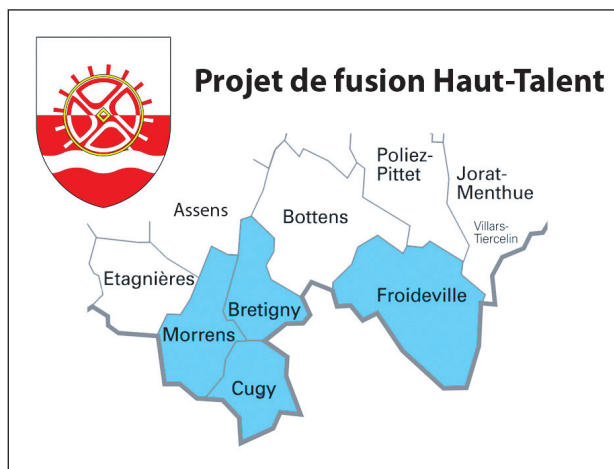 Projet de fusion Haut-Talent
Poliez-
Pittet
Jorat-
Menthue
Assens
Bottens
Villars-
Tiercelin
Etagnières
Froideville
Bretigny
Morrens
Cugy